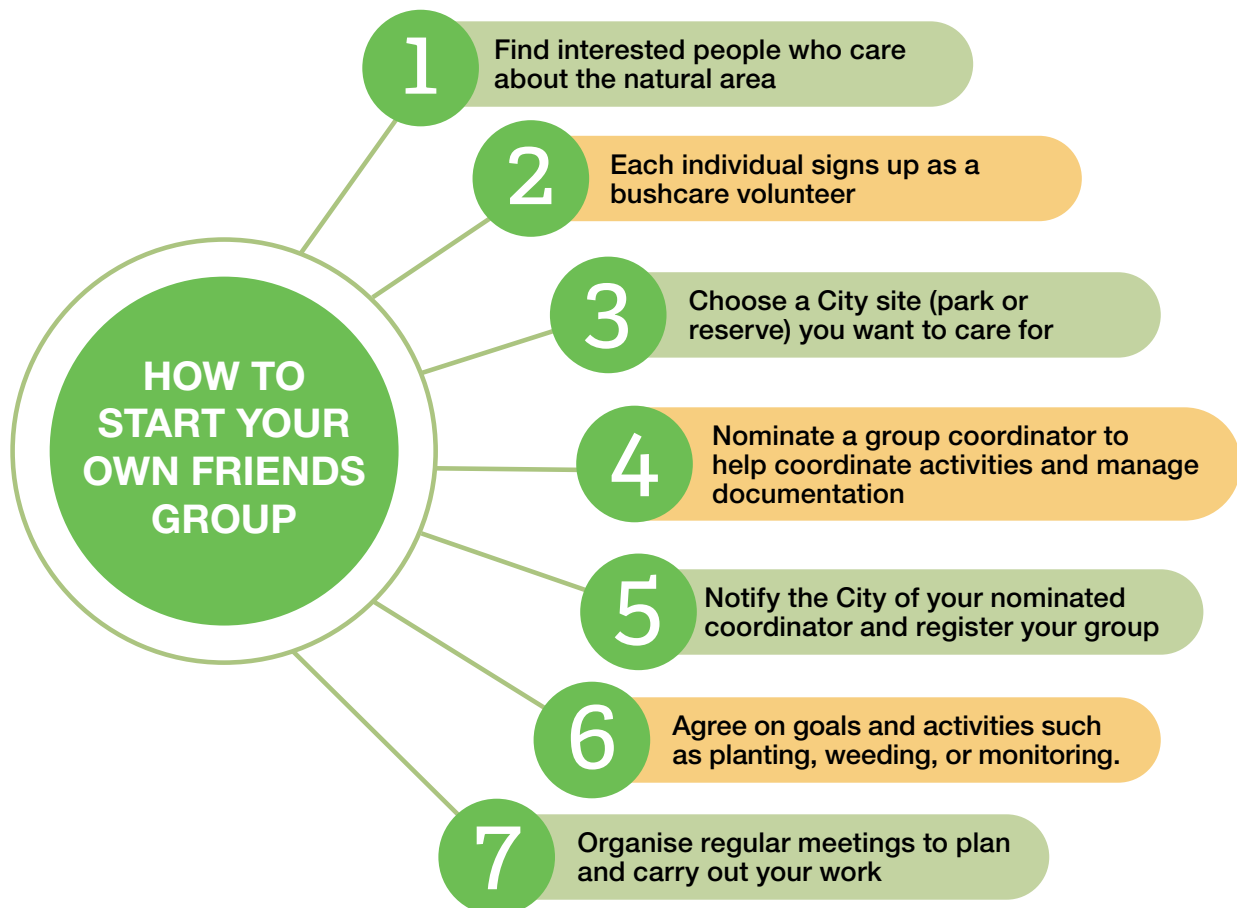 HOW TO
START YOUR
OWN FRIENDS
GROUP
1
Find interested people who care
about the natural area
2
Each individual signs up as a
bushcare volunteer
3
Choose a City site (park or
reserve) you want to care for
4
Nominate a group coordinator to
help coordinate activities and manage
documentation
5
Notify the City of your nominated
coordinator and register your group
6
Agree on goals and activities such
as planting, weeding, or monitoring.
7
Organise regular meetings to plan
and carry out your work